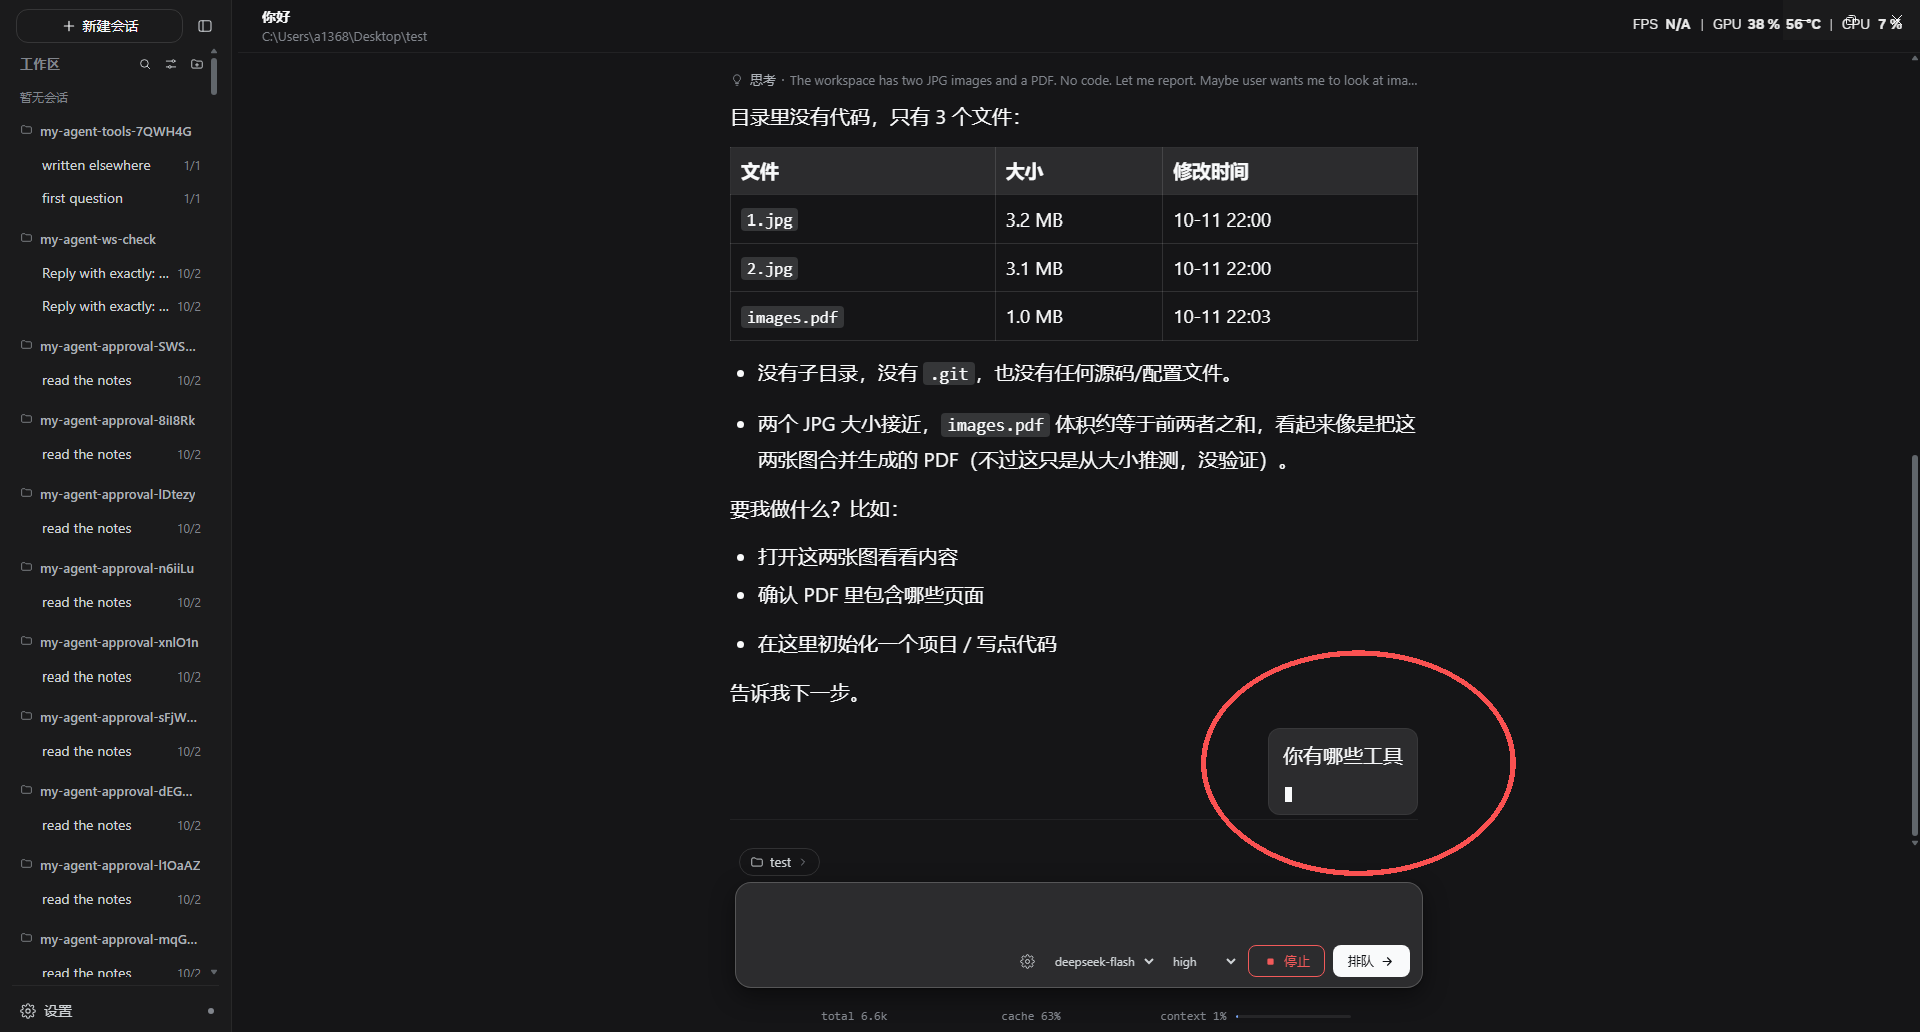 + 新建会话
工作区
暂无会话
my-agent-tools-7QWH4G
written elsewhere 1/1
first question 1/1
my-agent-ws-check
Reply with exactly: ... 10/2
Reply with exactly: ... 10/2
my-agent-approval-SWS...
read the notes 10/2
my-agent-approval-8iI8Rk
read the notes 10/2
my-agent-approval-lDtezy
read the notes 10/2
my-agent-approval-n6iiLu
read the notes 10/2
my-agent-approval-xnlO1n
read the notes 10/2
my-agent-approval-sFjW...
read the notes 10/2
my-agent-approval-dEG...
read the notes 10/2
my-agent-approval-l1OaAZ
read the notes 10/2
my-agent-approval-mqG...
read the notes 10/2
设置
你好
C:\Users\a1368\Desktop\test
FPS N/A | GPU 38 % 56 °C | CPU 7 %
思考 · The workspace has two JPG images and a PDF. No code. Let me report. Maybe user wants me to look at ima...
目录里没有代码，只有 3 个文件：
文件 大小 修改时间
1.jpg 3.2 MB 10-11 22:00
2.jpg 3.1 MB 10-11 22:00
images.pdf 1.0 MB 10-11 22:03
• 没有子目录，没有 .git，也没有任何源码/配置文件。
• 两个 JPG 大小接近，images.pdf 体积约等于前两者之和，看起来像是把这
两张图合并生成的 PDF（不过这只是从大小推测，没验证）。
要我做什么？比如：
• 打开这两张图看看内容
• 确认 PDF 里包含哪些页面
• 在这里初始化一个项目 / 写点代码
告诉我下一步。
你有哪些工具
test
deepseek-flash high 停止 排队 →
total 6.6k cache 63% context 1%